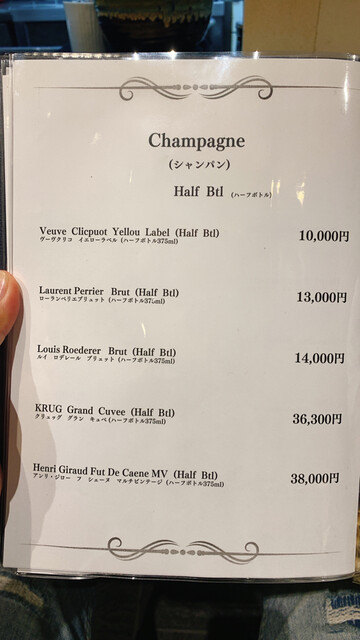 Champagne
(シャンパン)
Half Btl (ハーフボトル)
Veuve Clicpuot Yellou Label (Half Btl) 10,000円
ヴーヴクリコ イエローラベル (ハーフボトル375ml)
Laurent Perrier Brut (Half Btl) 13,000円
ローランペリエブリュット (ハーフボトル375ml)
Louis Roederer Brut (Half Btl) 14,000円
ルイ ロデレール ブリュット (ハーフボトル375ml)
KRUG Grand Cuvee (Half Btl) 36,300円
クリュッグ グラン キュベ (ハーフボトル375ml)
Henri Giraud Fut De Caene MV (Half Btl) 38,000円
アンリ・ジロー フ シェーヌ マルチビンテージ (ハーフボトル375ml)